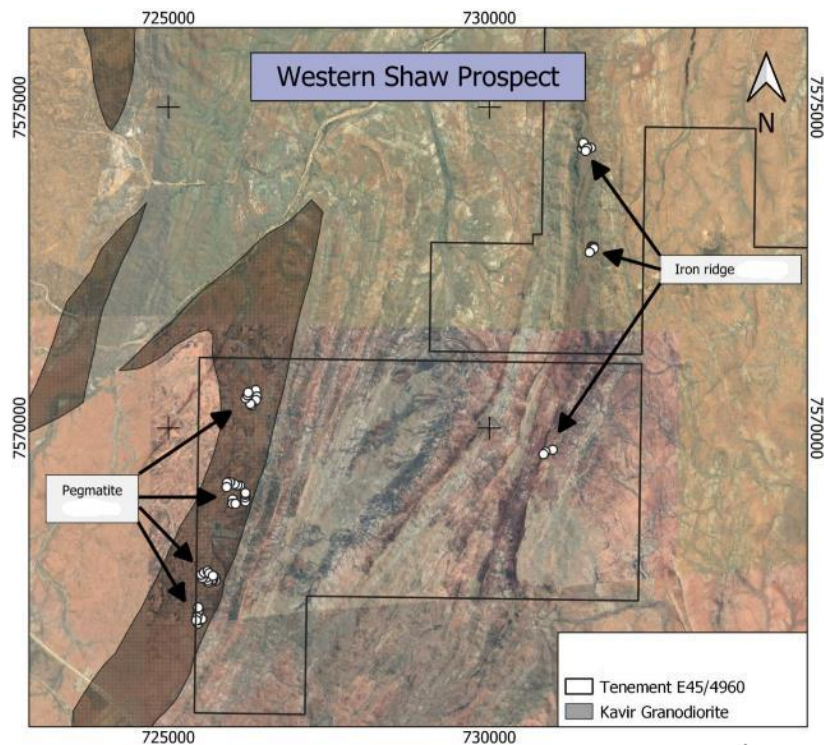 725000
730000
Western Shaw Prospect
7575000
7575000
N
Iron ridge
7570000
7570000
Pegmatite
Tenement E45/4960
Kavir Granodiorite
725000
730000